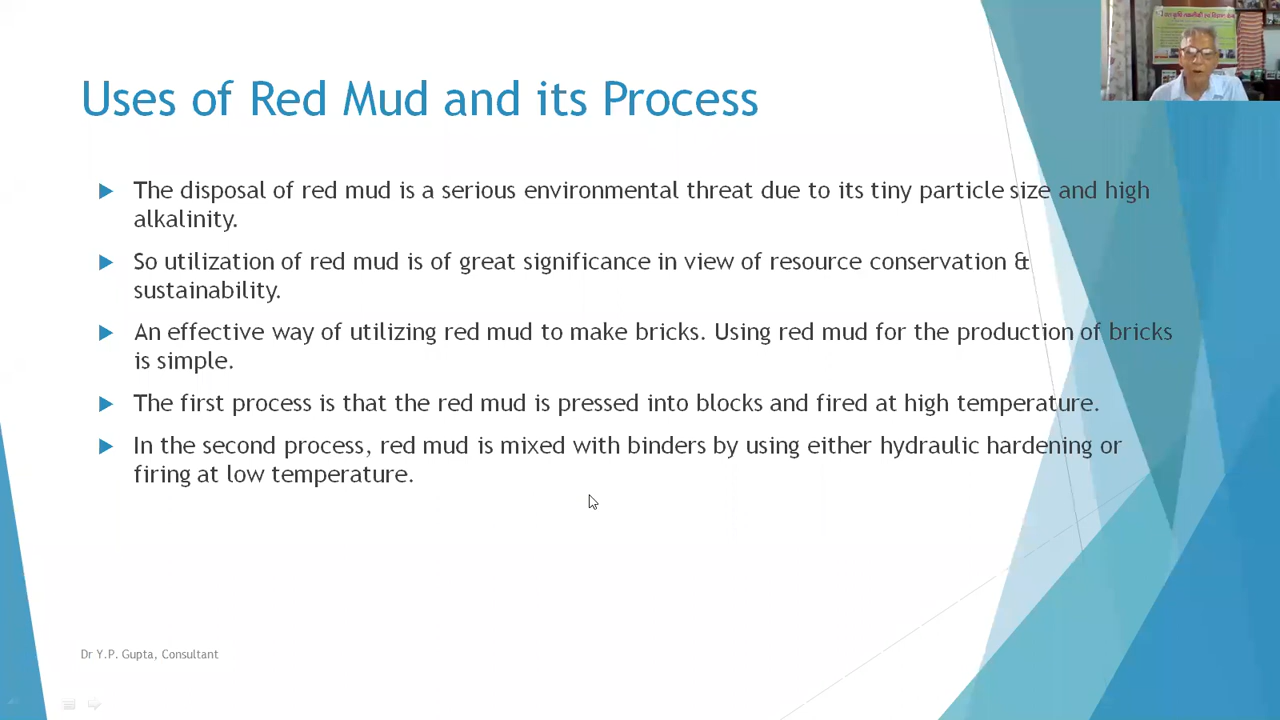 Uses of Red Mud and its Process
The disposal of red mud is a serious environmental threat due to its tiny particle size and high
alkalinity.
So utilization of red mud is of great significance in view of resource conservation &
sustainability.
An effective way of utilizing red mud to make bricks. Using red mud for the production of bricks
is simple.
The first process is that the red mud is pressed into blocks and fired at high temperature.
In the second process, red mud is mixed with binders by using either hydraulic hardening or
firing at low temperature.
Dr Y.P. Gupta, Consultant